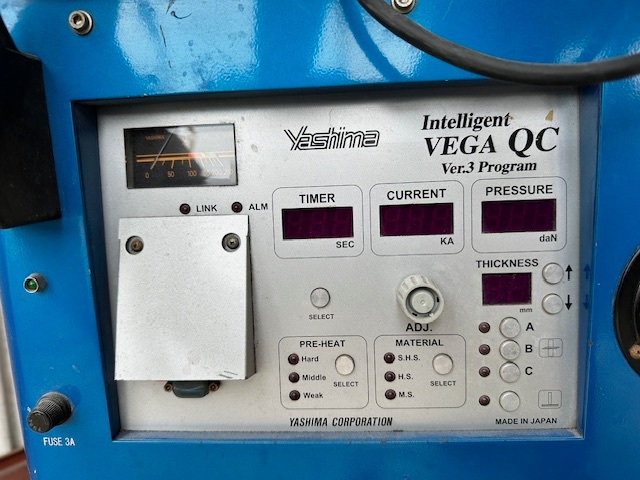 Yashima
Intelligent
VEGA QC
Ver.3 Program
0 50 100
LINK
ALM
TIMER
SEC
CURRENT
KA
PRESSURE
daN
THICKNESS
mm
SELECT
ADJ.
PRE-HEAT
Hard
Middle
Weak
SELECT
MATERIAL
S.H.S.
H.S.
M.S.
SELECT
A
B
C
YASHIMA CORPORATION
MADE IN JAPAN
FUSE 3A